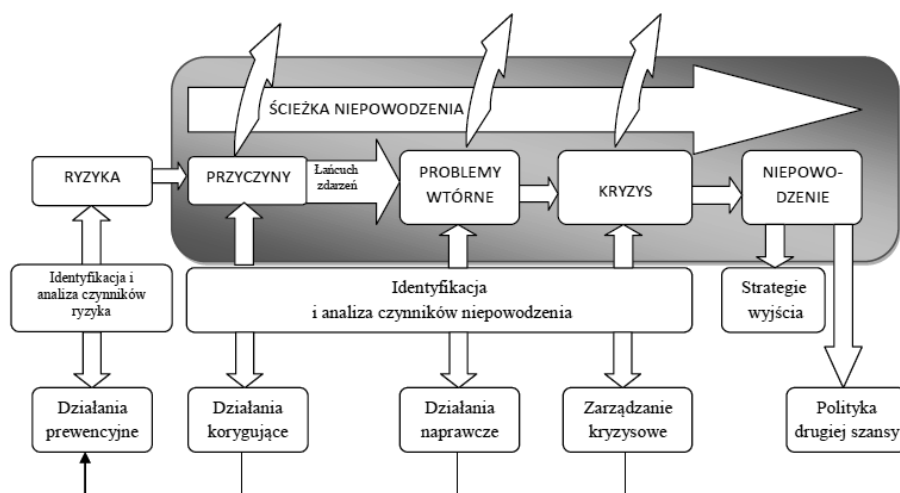 ŚCIEŻKA NIEPOWODZENIA
RYZYKA
PRZYCZYNY
Łańcuch
zdarzeń
PROBLEMY
WTÓRNE
KRYZYS
NIEPOWO-
DZENIE
Identyfikacja i
analiza czynników
ryzyka
Identyfikacja
i analiza czynników niepowodzenia
Strategie
wyjścia
Działania
prewencyjne
Działania
korygujące
Działania
naprawcze
Zarządzanie
kryzysowe
Polityka
drugiej szansy